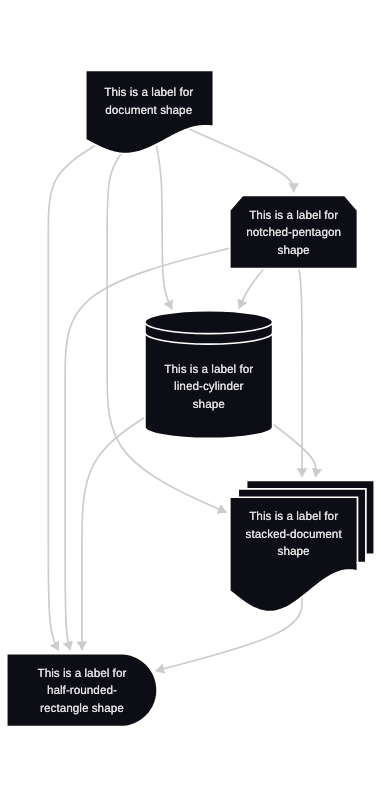 This is a label for
document shape
This is a label for
notched-pentagon
shape
This is a label for
lined-cylinder
shape
This is a label for
stacked-document
shape
This is a label for
half-rounded-
rectangle shape